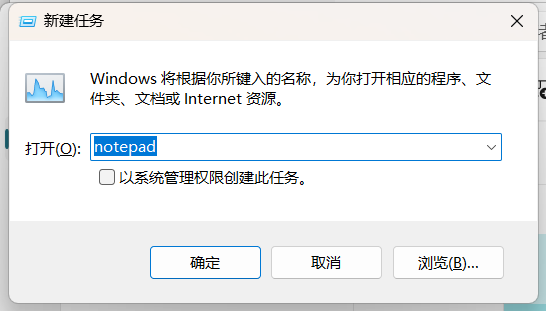 新建任务
Windows 将根据你所键入的名称，为你打开相应的程序、文
件夹、文档或 Internet 资源。
打开(O):
notepad
以系统管理权限创建此任务。
确定
取消
浏览(B)...